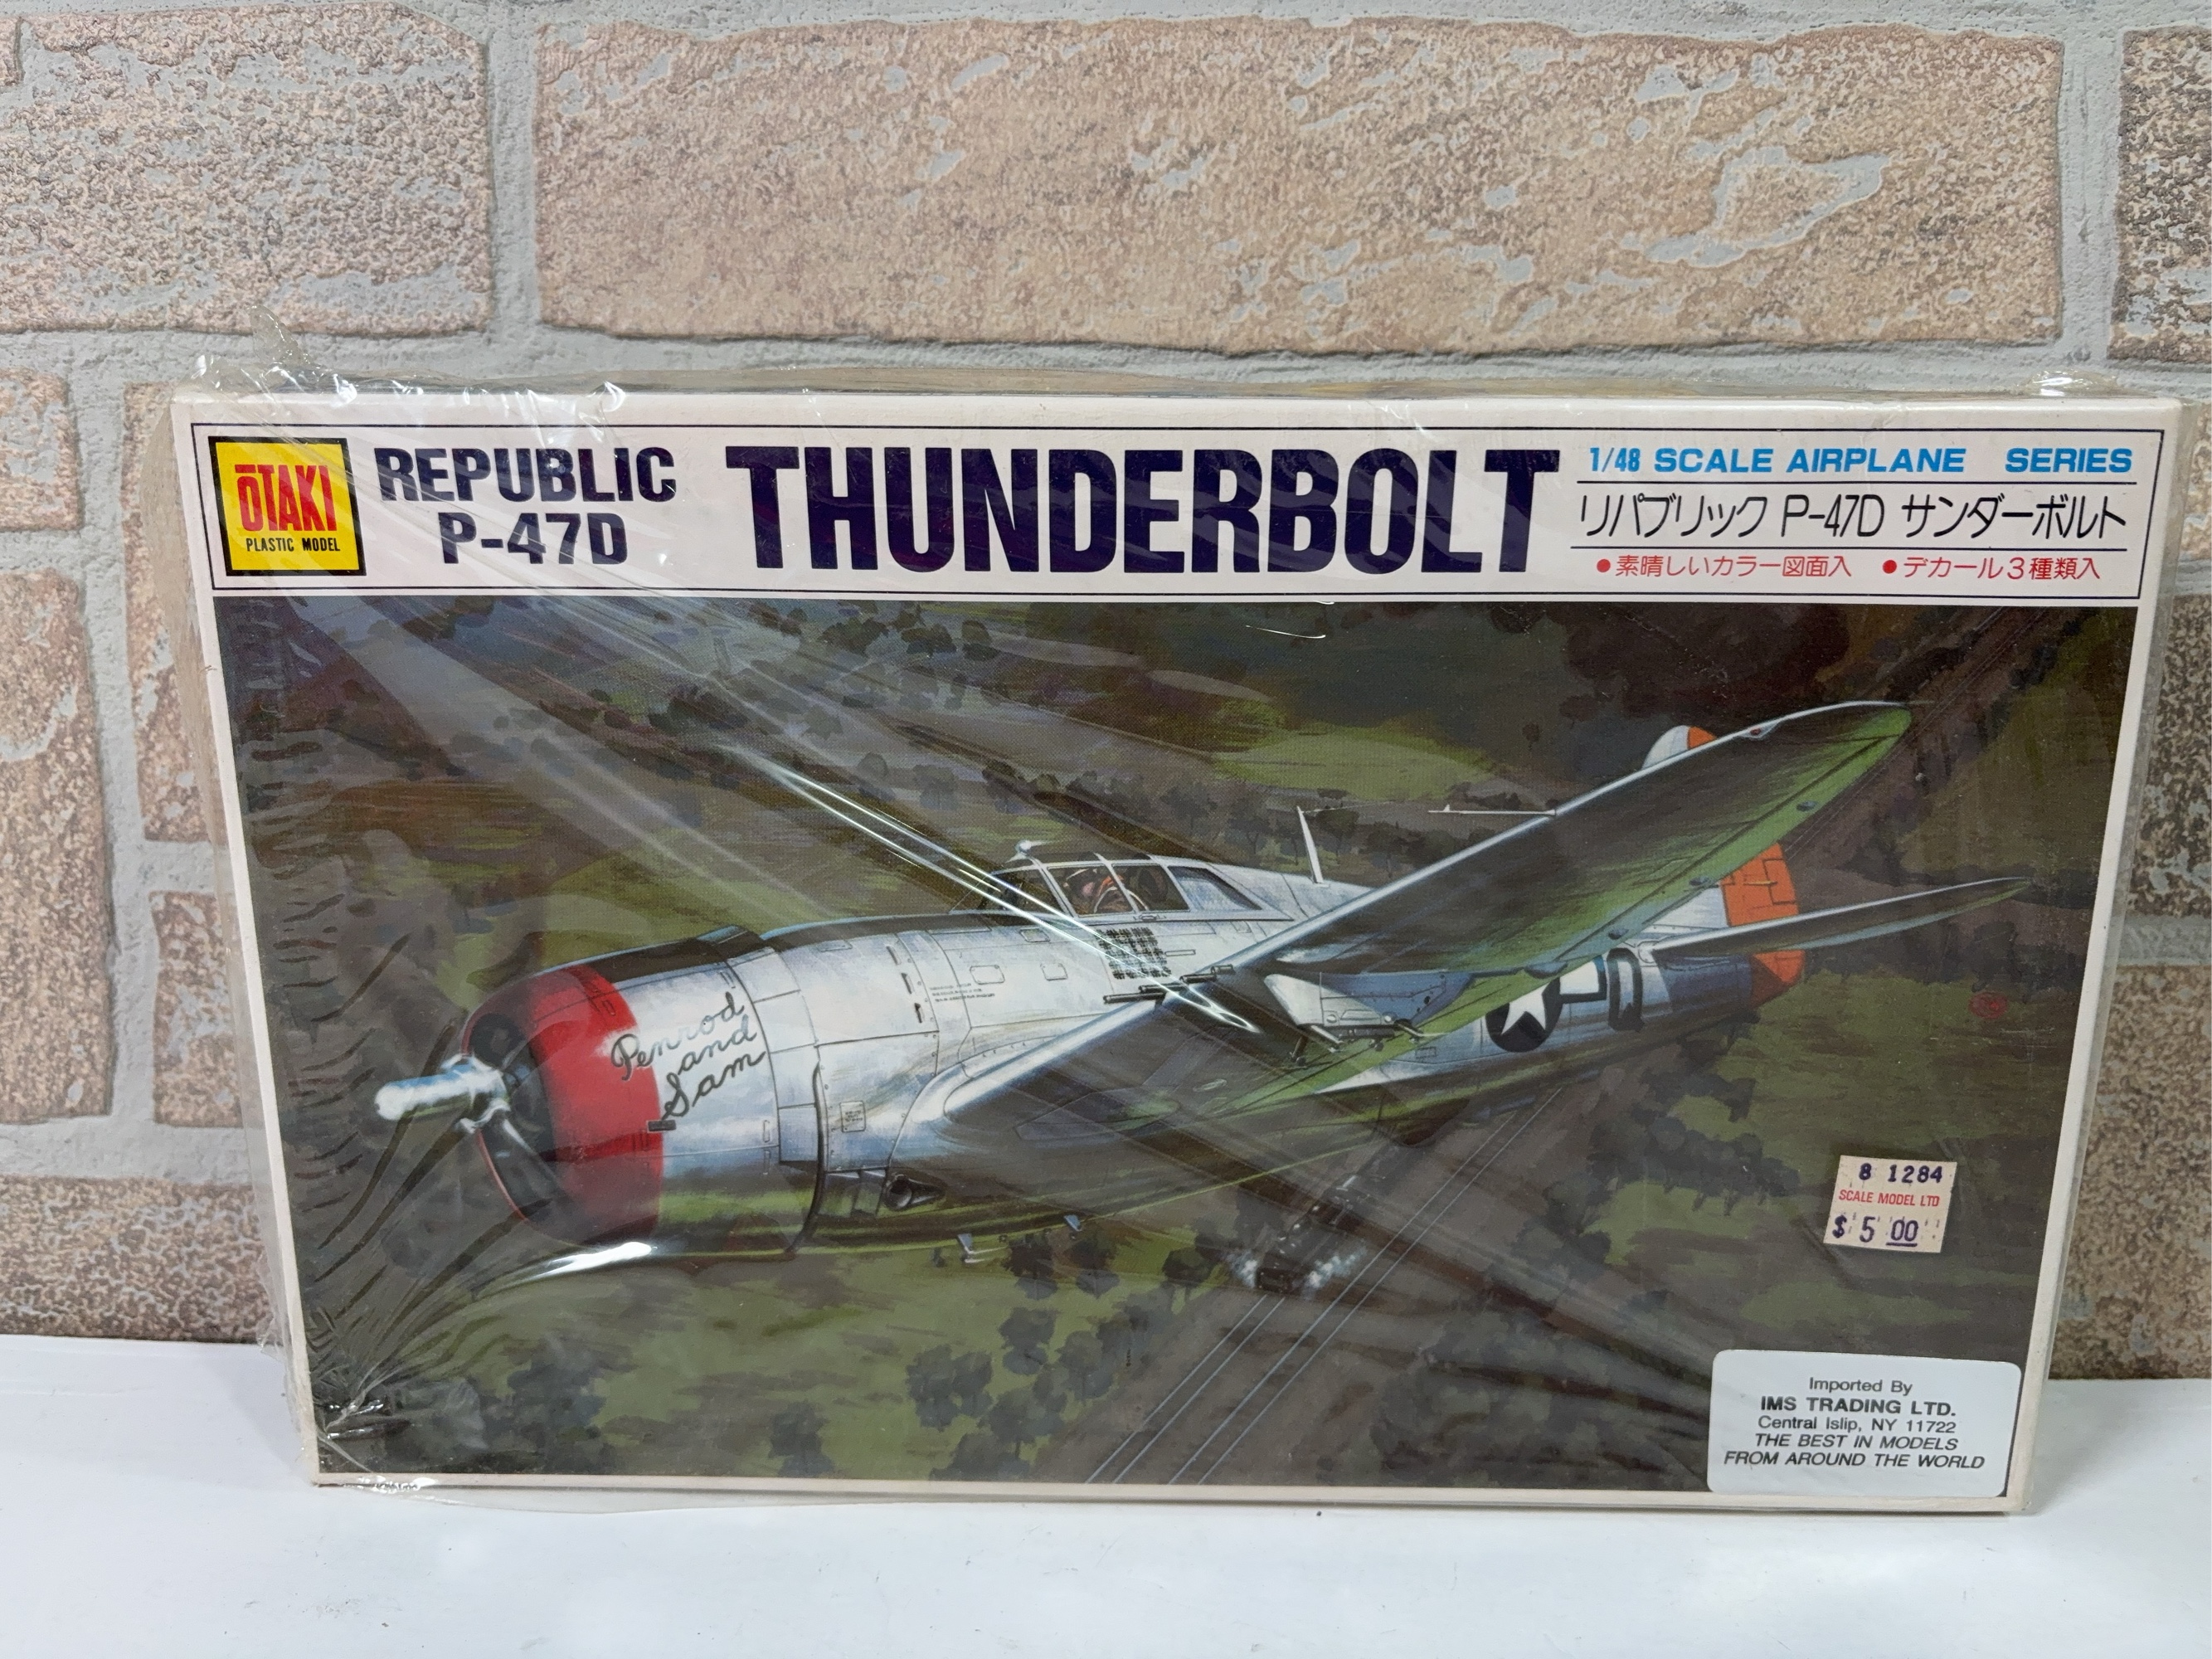 ŌTAKI
PLASTIC MODEL
REPUBLIC
P-47D
THUNDERBOLT
1/48 SCALE AIRPLANE SERIES
リパブリック P-47D サンダーボルト
●素晴しいカラー図面入 ●デカール3種類入
Penrod
and
Sam
Q
8 1284
SCALE MODEL LTD
$ 5 00
Imported By
IMS TRADING LTD.
Central Islip, NY 11722
THE BEST IN MODELS
FROM AROUND THE WORLD